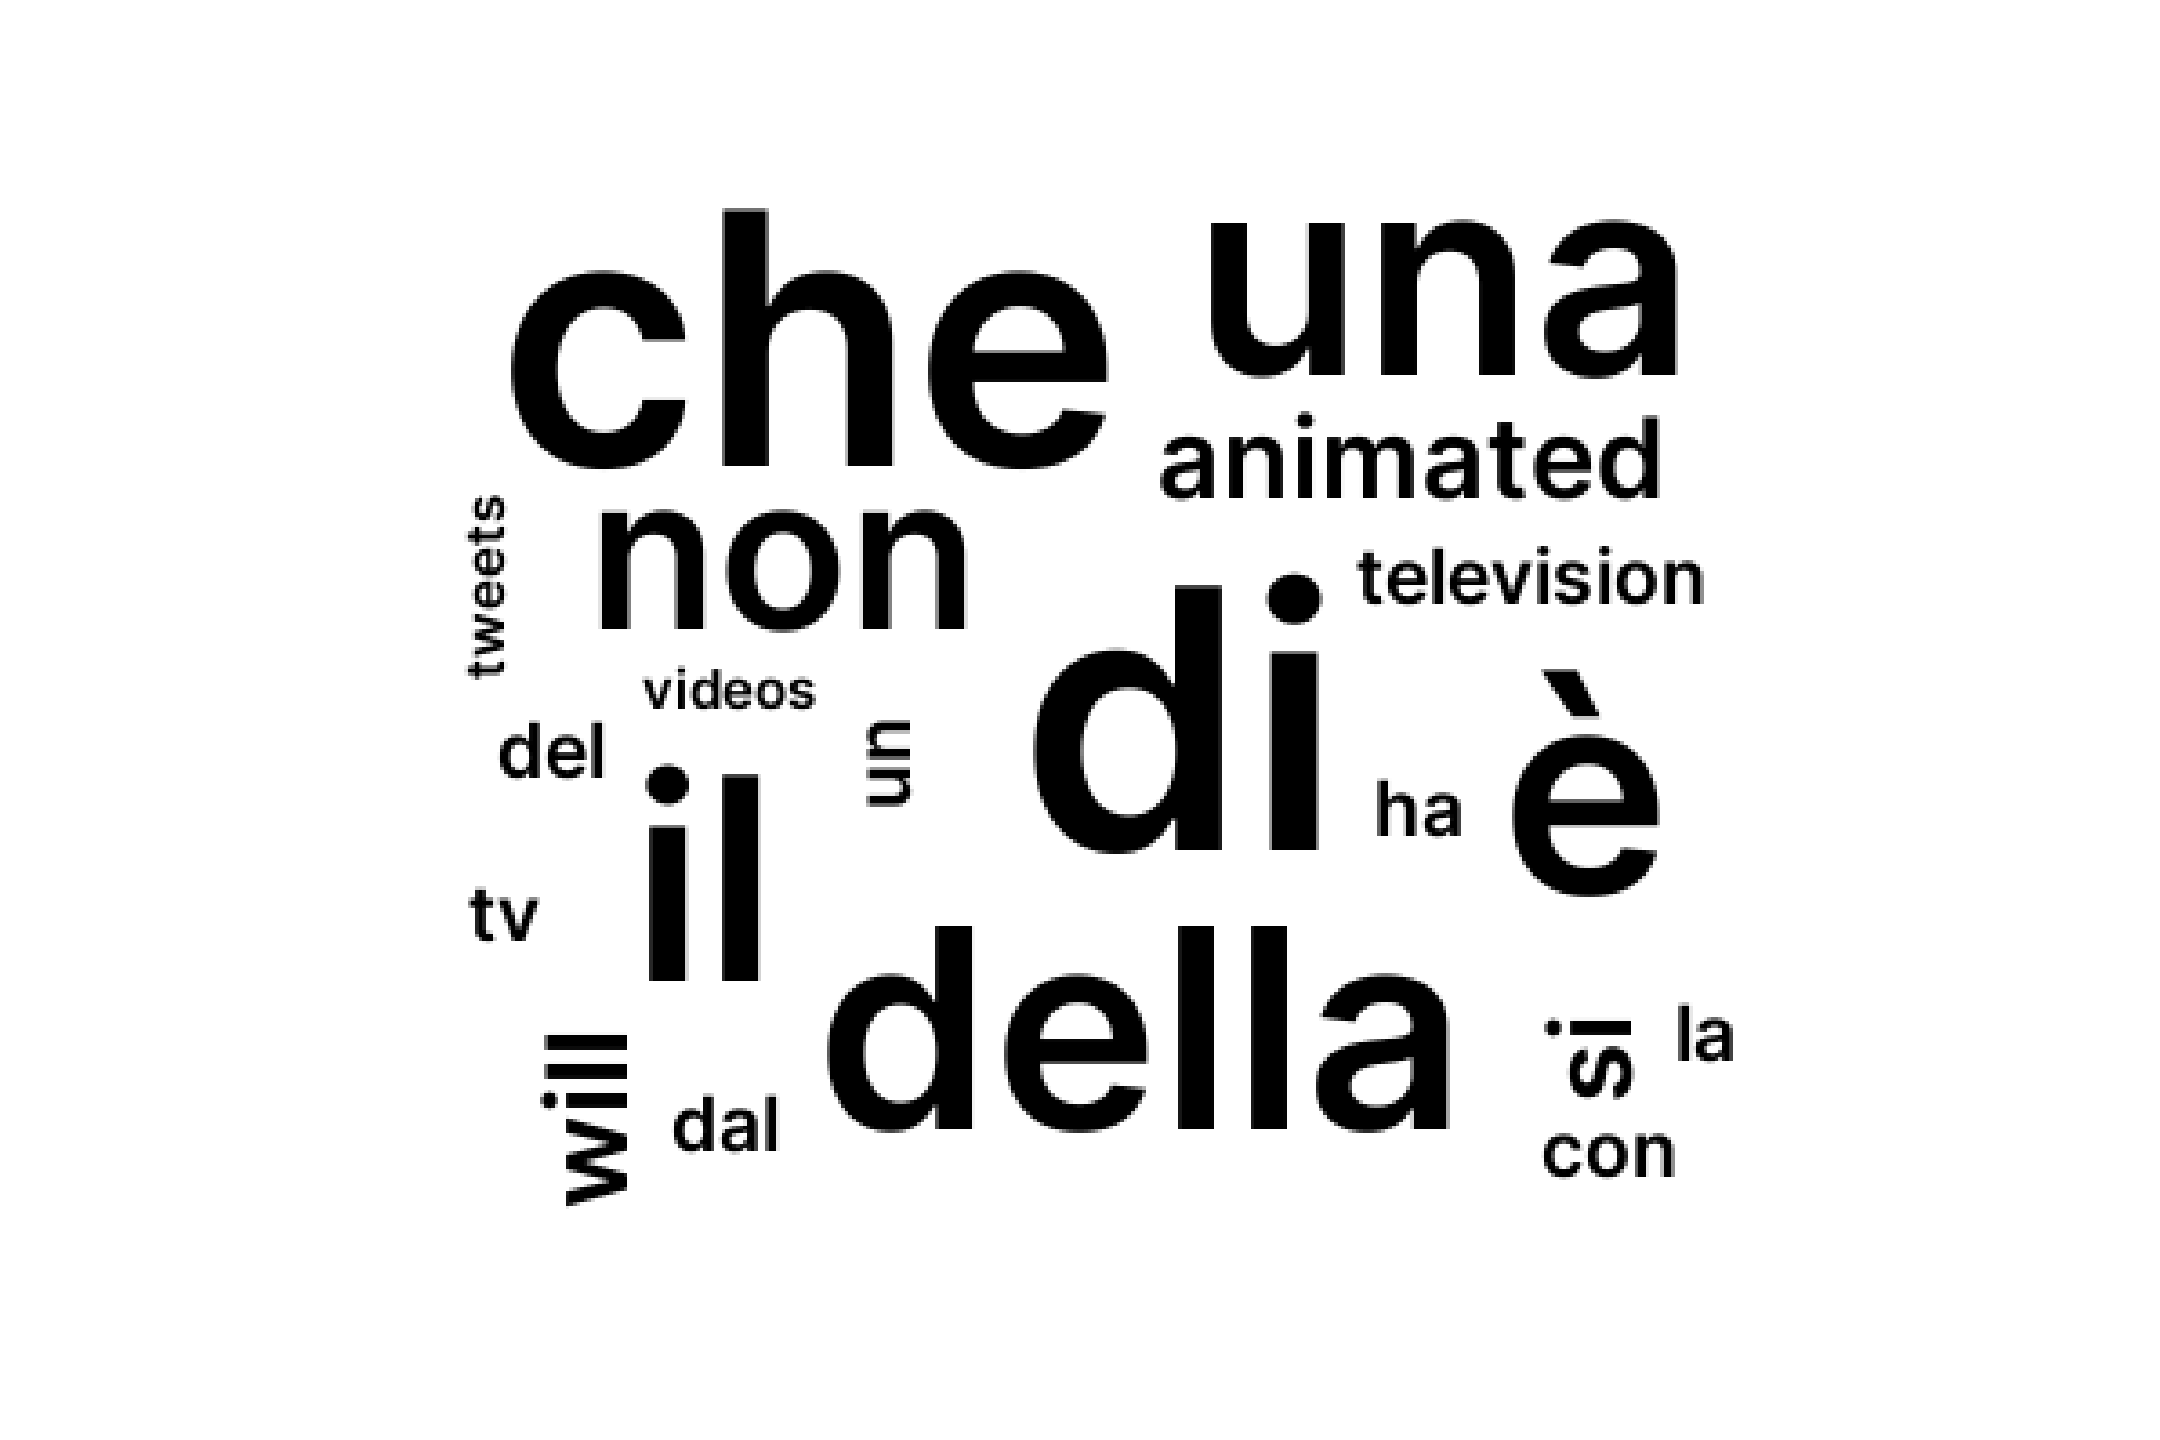 che
una
animated
tweets
non
television
di
videos
è
del
un
il
ha
tv
della
will
si
la
dal
con